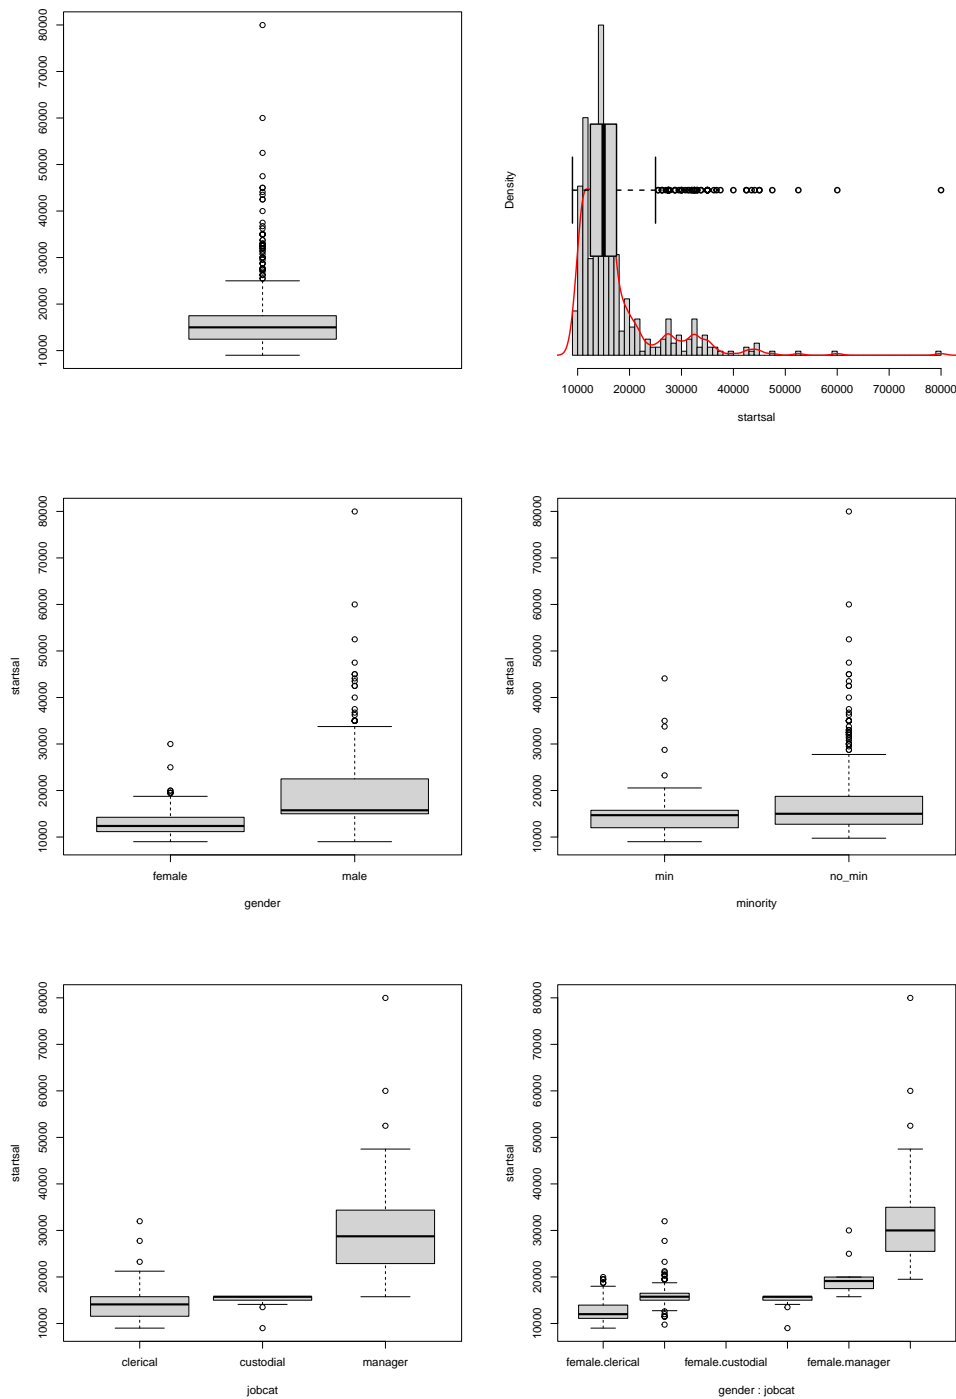 10000 20000 30000 40000 50000 60000 70000 80000
Density
10000 20000 30000 40000 50000 60000 70000 80000
startsal
startsal
10000 20000 30000 40000 50000 60000 70000 80000
female male
gender
startsal
10000 20000 30000 40000 50000 60000 70000 80000
min no_min
minority
startsal
10000 20000 30000 40000 50000 60000 70000 80000
clerical custodial manager
jobcat
startsal
10000 20000 30000 40000 50000 60000 70000 80000
female.clerical female.custodial female.manager
gender : jobcat